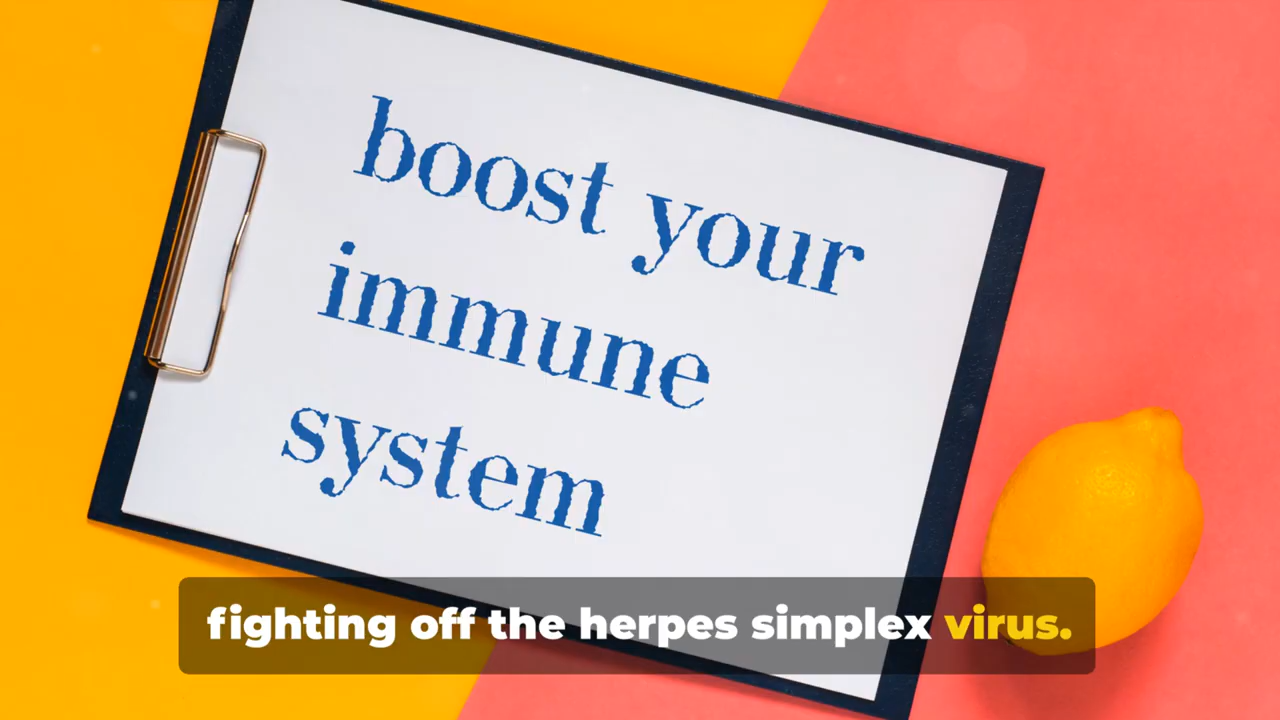 boost your
immune
system
fighting off the herpes simplex virus.